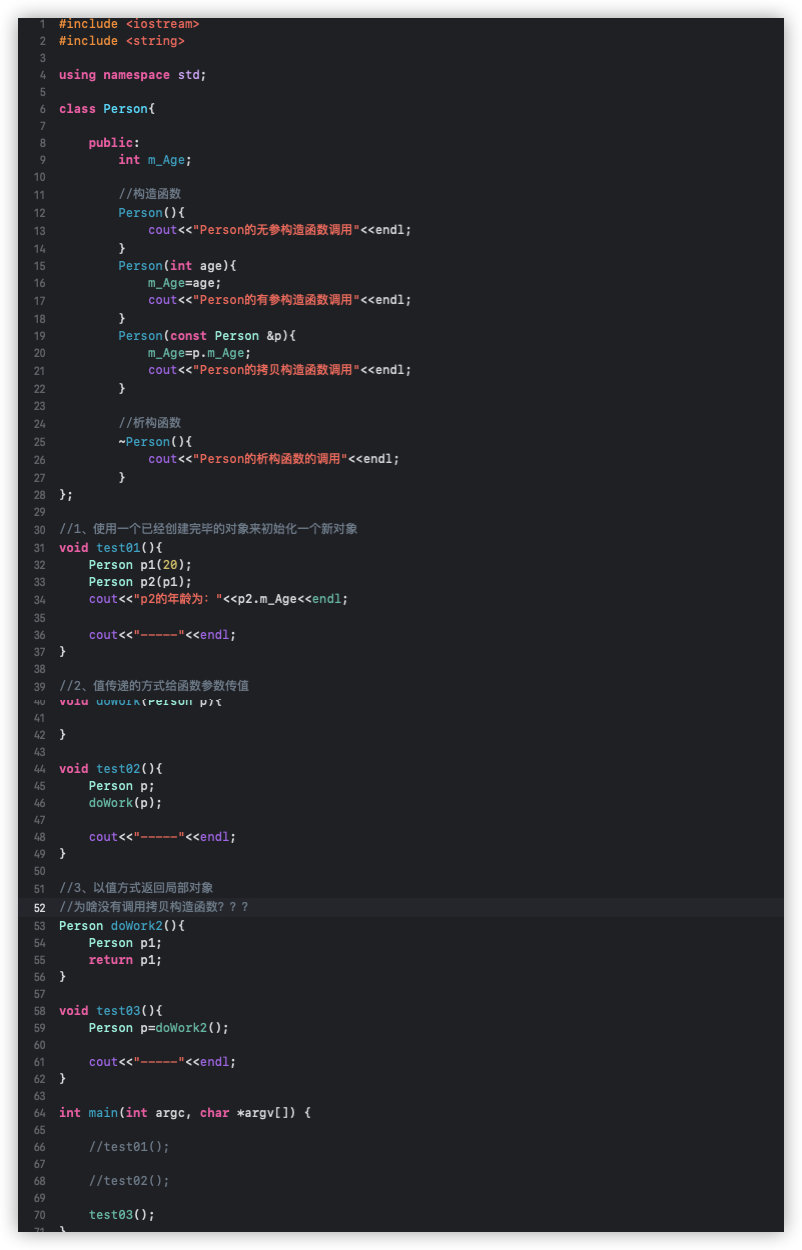 1 #include <iostream>
2 #include <string>
3
4 using namespace std;
5
6 class Person{
7
8 public:
9 int m_Age;
10
11 //构造函数
12 Person(){
13 cout<<"Person的无参构造函数调用"<<endl;
14 }
15 Person(int age){
16 m_Age=age;
17 cout<<"Person的有参构造函数调用"<<endl;
18 }
19 Person(const Person &p){
20 m_Age=p.m_Age;
21 cout<<"Person的拷贝构造函数调用"<<endl;
22 }
23
24 //析构函数
25 ~Person(){
26 cout<<"Person的析构函数的调用"<<endl;
27 }
28 };
29
30 //1、使用一个已经创建完毕的对象来初始化一个新对象
31 void test01(){
32 Person p1(20);
33 Person p2(p1);
34 cout<<"p2的年龄为："<<p2.m_Age<<endl;
35
36 cout<<"-----"<<endl;
37 }
38
39 //2、值传递的方式给函数参数传值
40 void doWork(Person p){
41
42 }
43
44 void test02(){
45 Person p;
46 doWork(p);
47
48 cout<<"-----"<<endl;
49 }
50
51 //3、以值方式返回局部对象
52 //为啥没有调用拷贝构造函数？？？
53 Person doWork2(){
54 Person p1;
55 return p1;
56 }
57
58 void test03(){
59 Person p=doWork2();
60
61 cout<<"-----"<<endl;
62 }
63
64 int main(int argc, char *argv[]) {
65
66 //test01();
67
68 //test02();
69
70 test03();
71 }